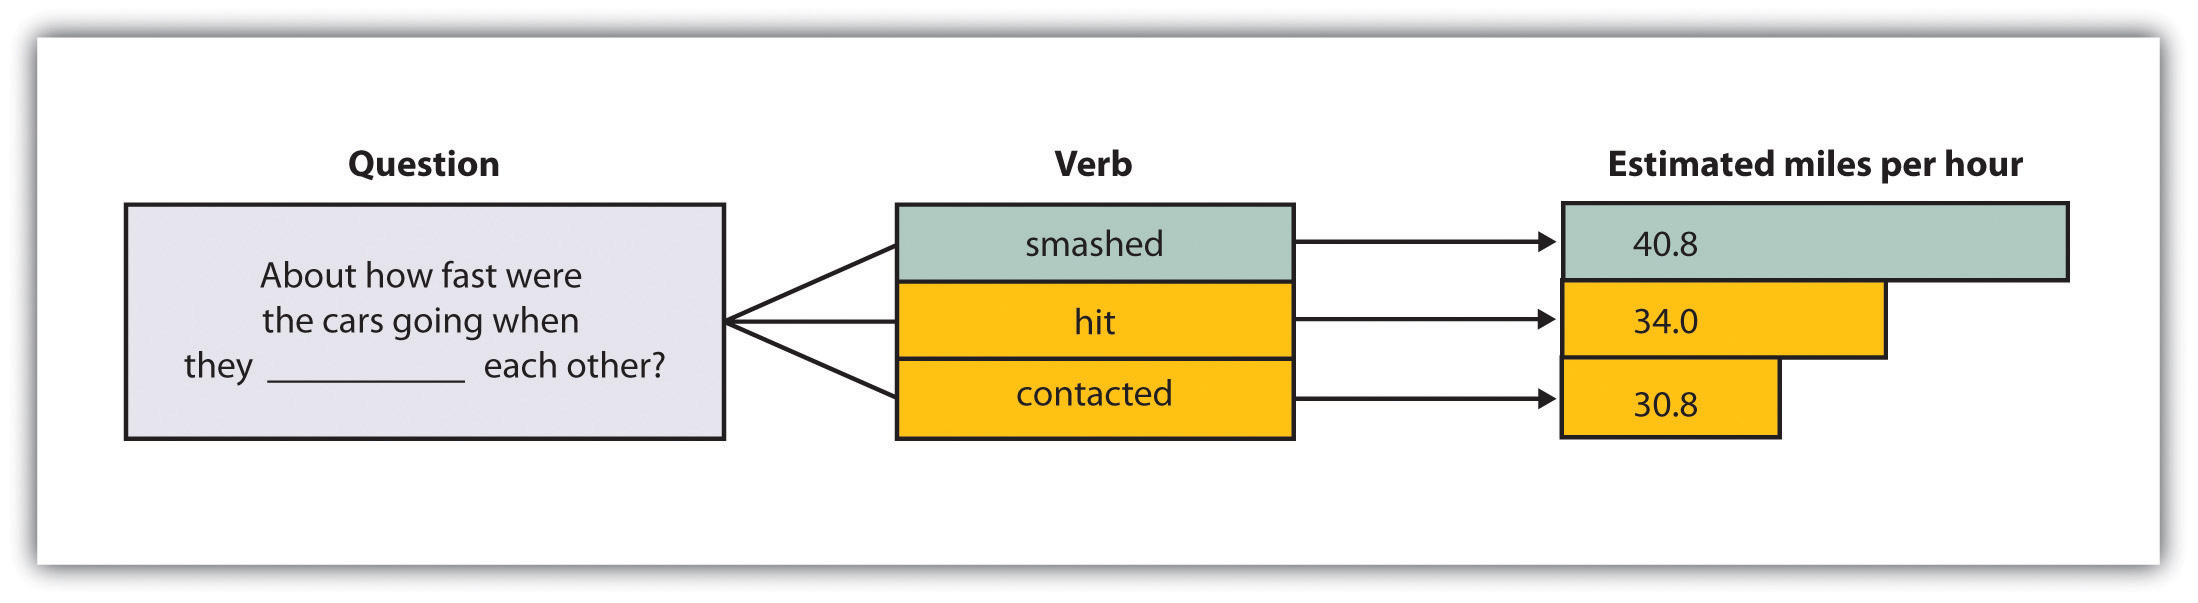 Question
About how fast were
the cars going when
they __________ each other?
Verb
smashed
hit
contacted
Estimated miles per hour
40.8
34.0
30.8